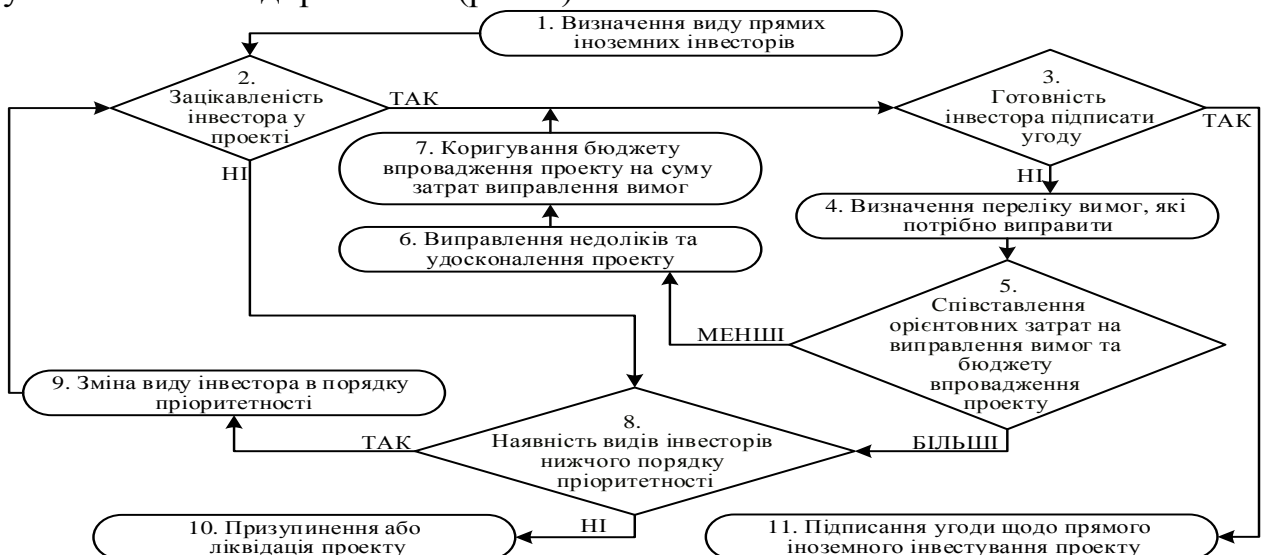 1. Визначення виду прямих
іноземних інвесторів
2.
Зацікавленість
інвестора у
проекті
ТАК
НІ
3.
Готовність
інвестора підписати
угоду
ТАК
НІ
7. Коригування бюджету
впровадження проекту на суму
затрат виправлення вимог
4. Визначення переліку вимог, які
потрібно виправити
6. Виправлення недоліків та
удосконалення проекту
5.
Співставлення
орієнтовних затрат на
виправлення вимог та
бюджету
впровадження
проекту
МЕНШІ
БІЛЬШІ
9. Зміна виду інвестора в порядку
пріоритетності
8.
Наявність видів інвесторів
нижчого порядку
пріоритетності
ТАК
НІ
10. Призупинення або
ліквідація проекту
11. Підписання угоди щодо прямого
іноземного інвестування проекту